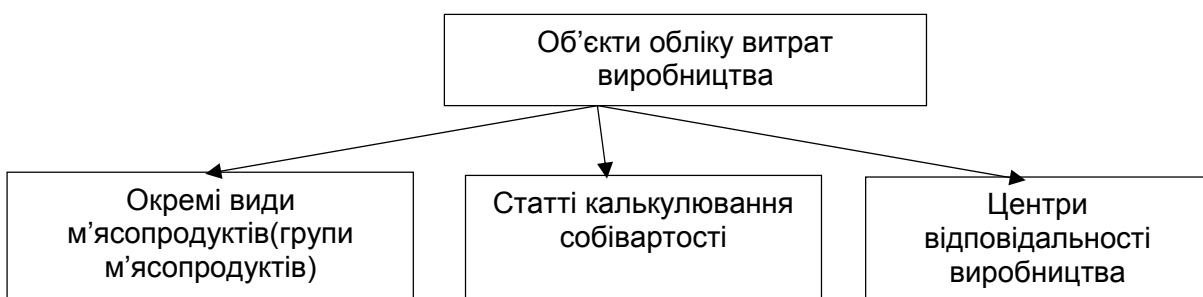 Об’єкти обліку витрат
виробництва
Окремі види
м’ясопродуктів(групи
м’ясопродуктів)
Статті калькулювання
собівартості
Центри
відповідальності
виробництва